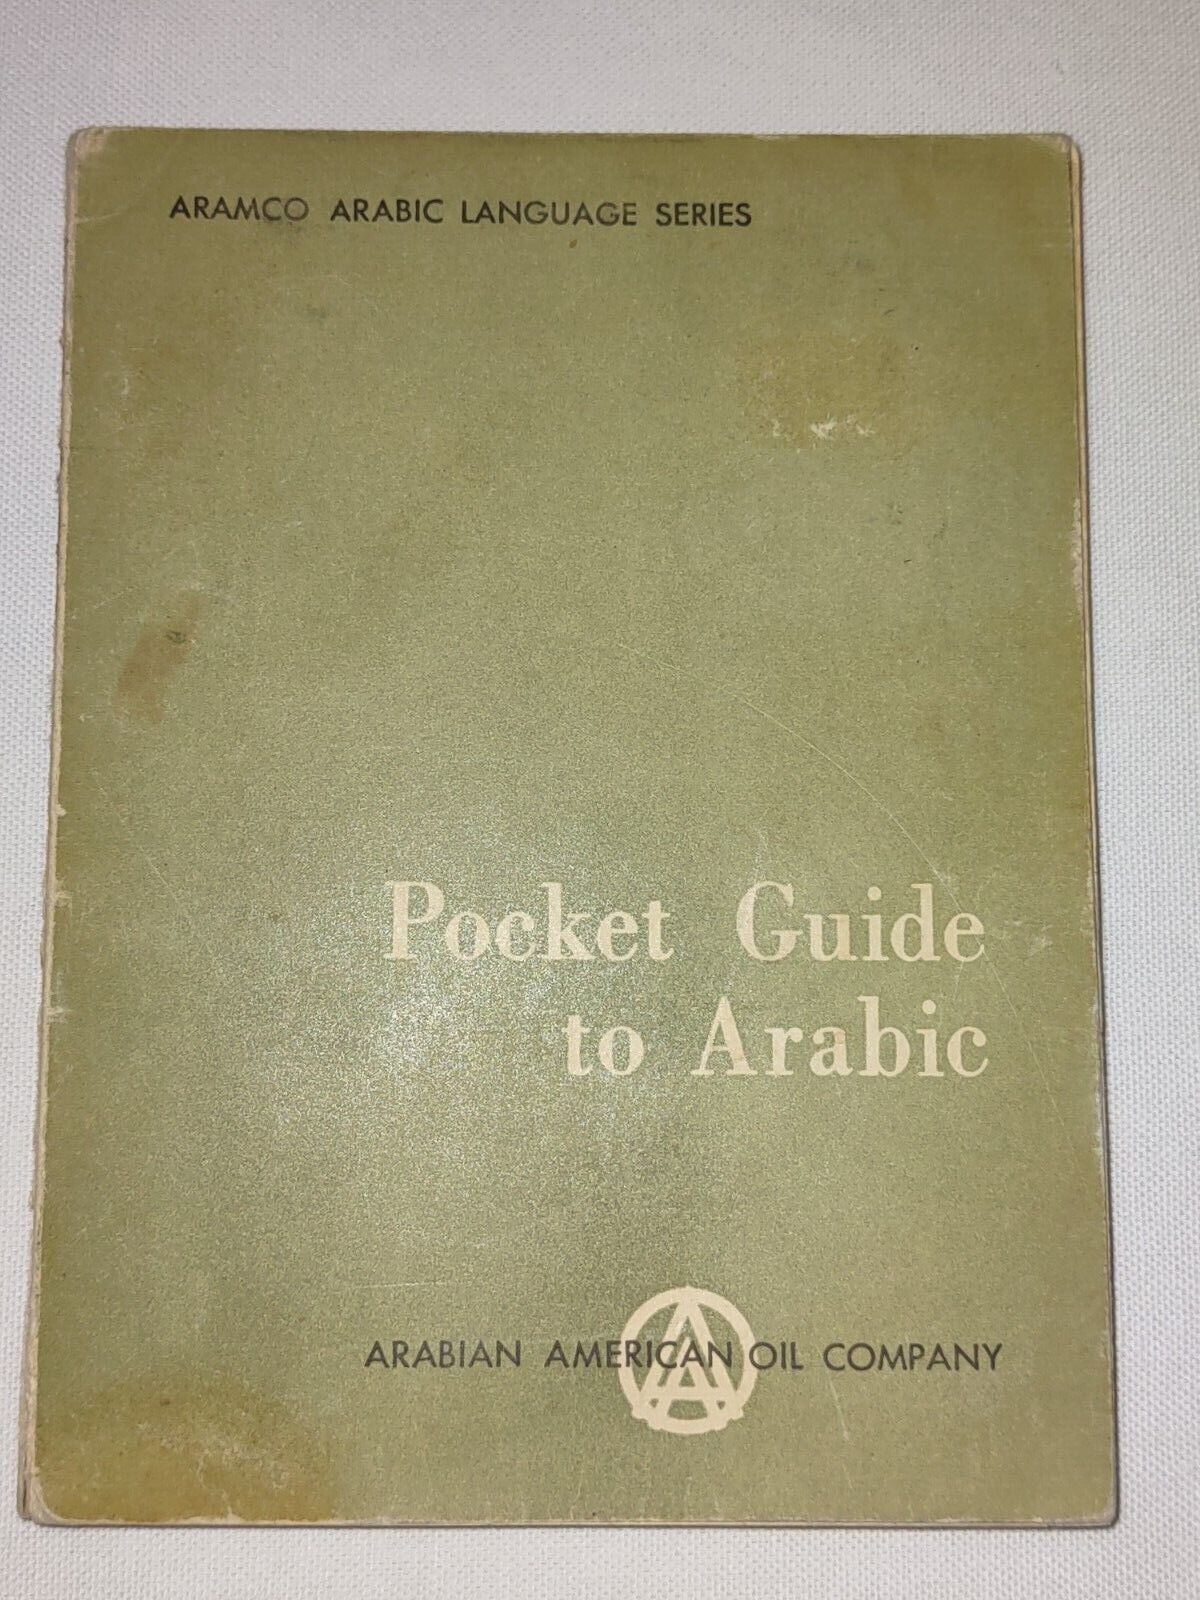 ARAMCO ARABIC LANGUAGE SERIES
Pocket Guide
to Arabic
ARABIAN AMERICAN OIL COMPANY